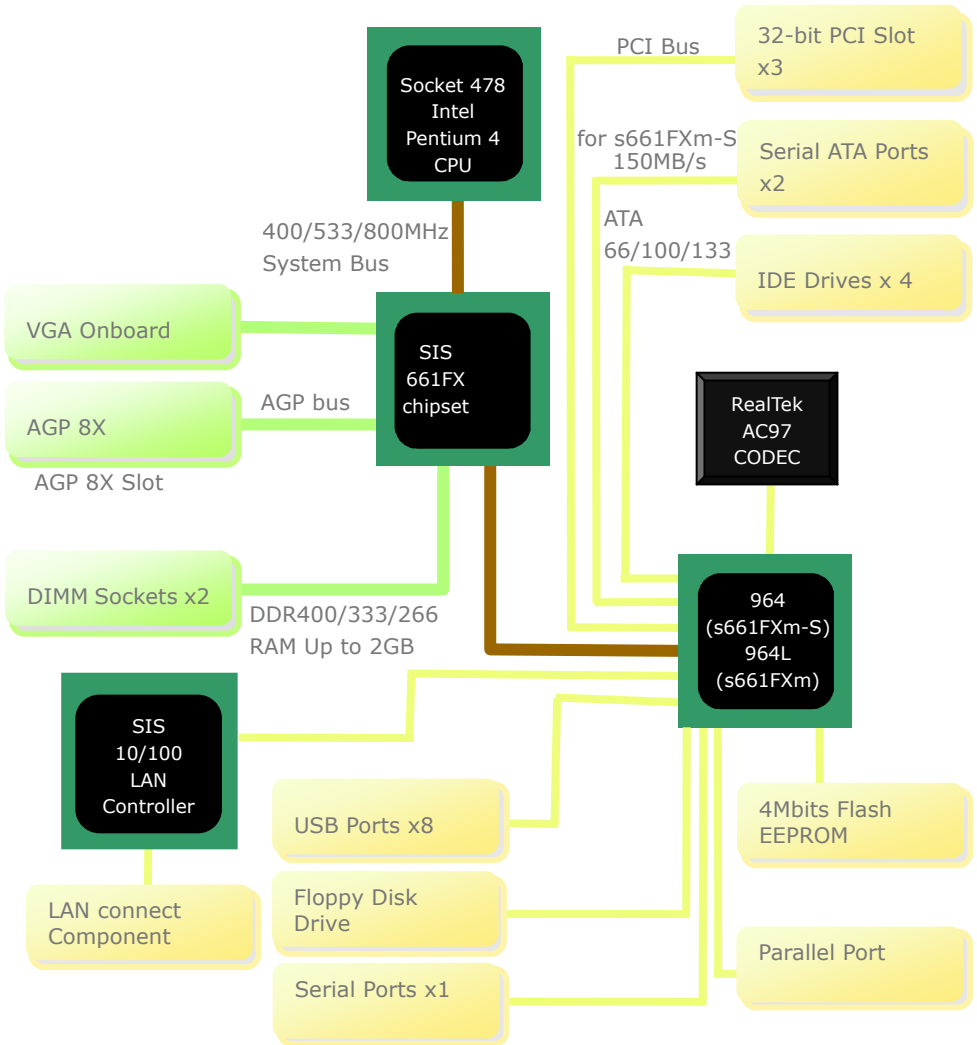 PCI Bus
32-bit PCI Slot
x3
Socket 478
Intel
Pentium 4
CPU
for s661FXm-S
150MB/s
Serial ATA Ports
x2
400/533/800MHz
System Bus
ATA
66/100/133
IDE Drives x 4
VGA Onboard
SIS
661FX
chipset
AGP bus
AGP 8X
AGP 8X Slot
RealTek
AC97
CODEC
DIMM Sockets x2
DDR400/333/266
RAM Up to 2GB
964
(s661FXm-S)
964L
(s661FXm)
SIS
10/100
LAN
Controller
USB Ports x8
4Mbits Flash
EEPROM
LAN connect
Component
Floppy Disk
Drive
Parallel Port
Serial Ports x1